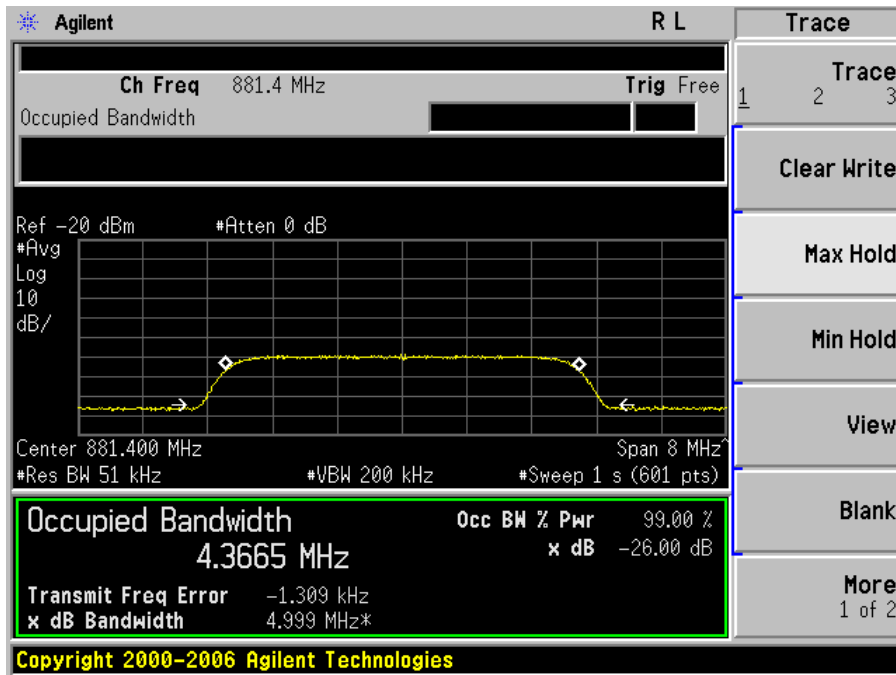 Agilent R L Trace
Ch Freq 881.4 MHz Trig Free
Occupied Bandwidth
Trace
1 2 3
Clear Write
Max Hold
Min Hold
View
Blank
More
1 of 2
Ref -20 dBm #Atten 0 dB
#Avg
Log
10
dB/
Center 881.400 MHz Span 8 MHz^
#Res BW 51 kHz #VBW 200 kHz #Sweep 1 s (601 pts)
Occupied Bandwidth Occ BW % Pwr 99.00 %
4.3665 MHz x dB -26.00 dB
Transmit Freq Error -1.309 kHz
x dB Bandwidth 4.999 MHz*
Copyright 2000-2006 Agilent Technologies